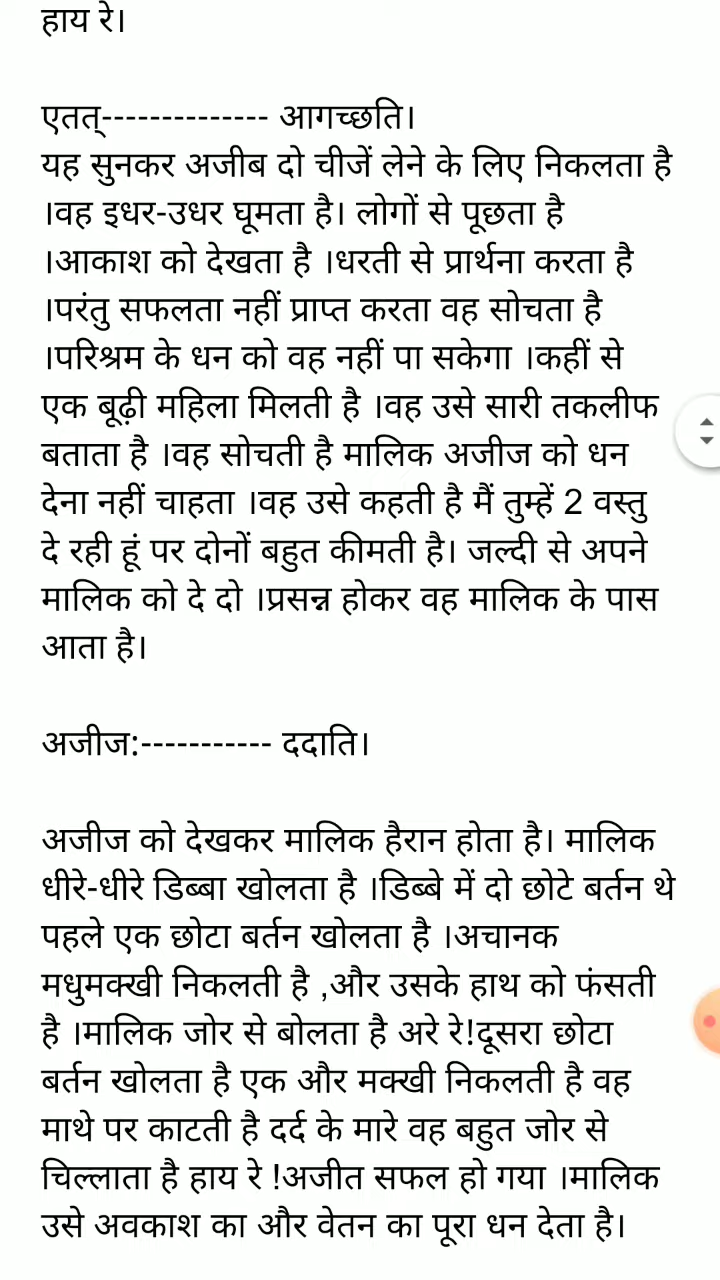 हाय रे।
एतत्-------------- आगच्छति।
यह सुनकर अजीब दो चीजें लेने के लिए निकलता है
।वह इधर-उधर घूमता है। लोगों से पूछता है
।आकाश को देखता है ।धरती से प्रार्थना करता है
।परंतु सफलता नहीं प्राप्त करता वह सोचता है
।परिश्रम के धन को वह नहीं पा सकेगा ।कहीं से
एक बूढ़ी महिला मिलती है ।वह उसे सारी तकलीफ
बताता है ।वह सोचती है मालिक अजीज को धन
देना नहीं चाहता ।वह उसे कहती है मैं तुम्हें 2 वस्तु
दे रही हूं पर दोनों बहुत कीमती है। जल्दी से अपने
मालिक को दे दो ।प्रसन्न होकर वह मालिक के पास
आता है।
अजीज:----------- ददाति।
अजीज को देखकर मालिक हैरान होता है। मालिक
धीरे-धीरे डिब्बा खोलता है ।डिब्बे में दो छोटे बर्तन थे
पहले एक छोटा बर्तन खोलता है ।अचानक
मधुमक्खी निकलती है ,और उसके हाथ को फंसती
है ।मालिक जोर से बोलता है अरे रे!दूसरा छोटा
बर्तन खोलता है एक और मक्खी निकलती है वह
माथे पर काटती है दर्द के मारे वह बहुत जोर से
चिल्लाता है हाय रे !अजीत सफल हो गया ।मालिक
उसे अवकाश का और वेतन का पूरा धन देता है।